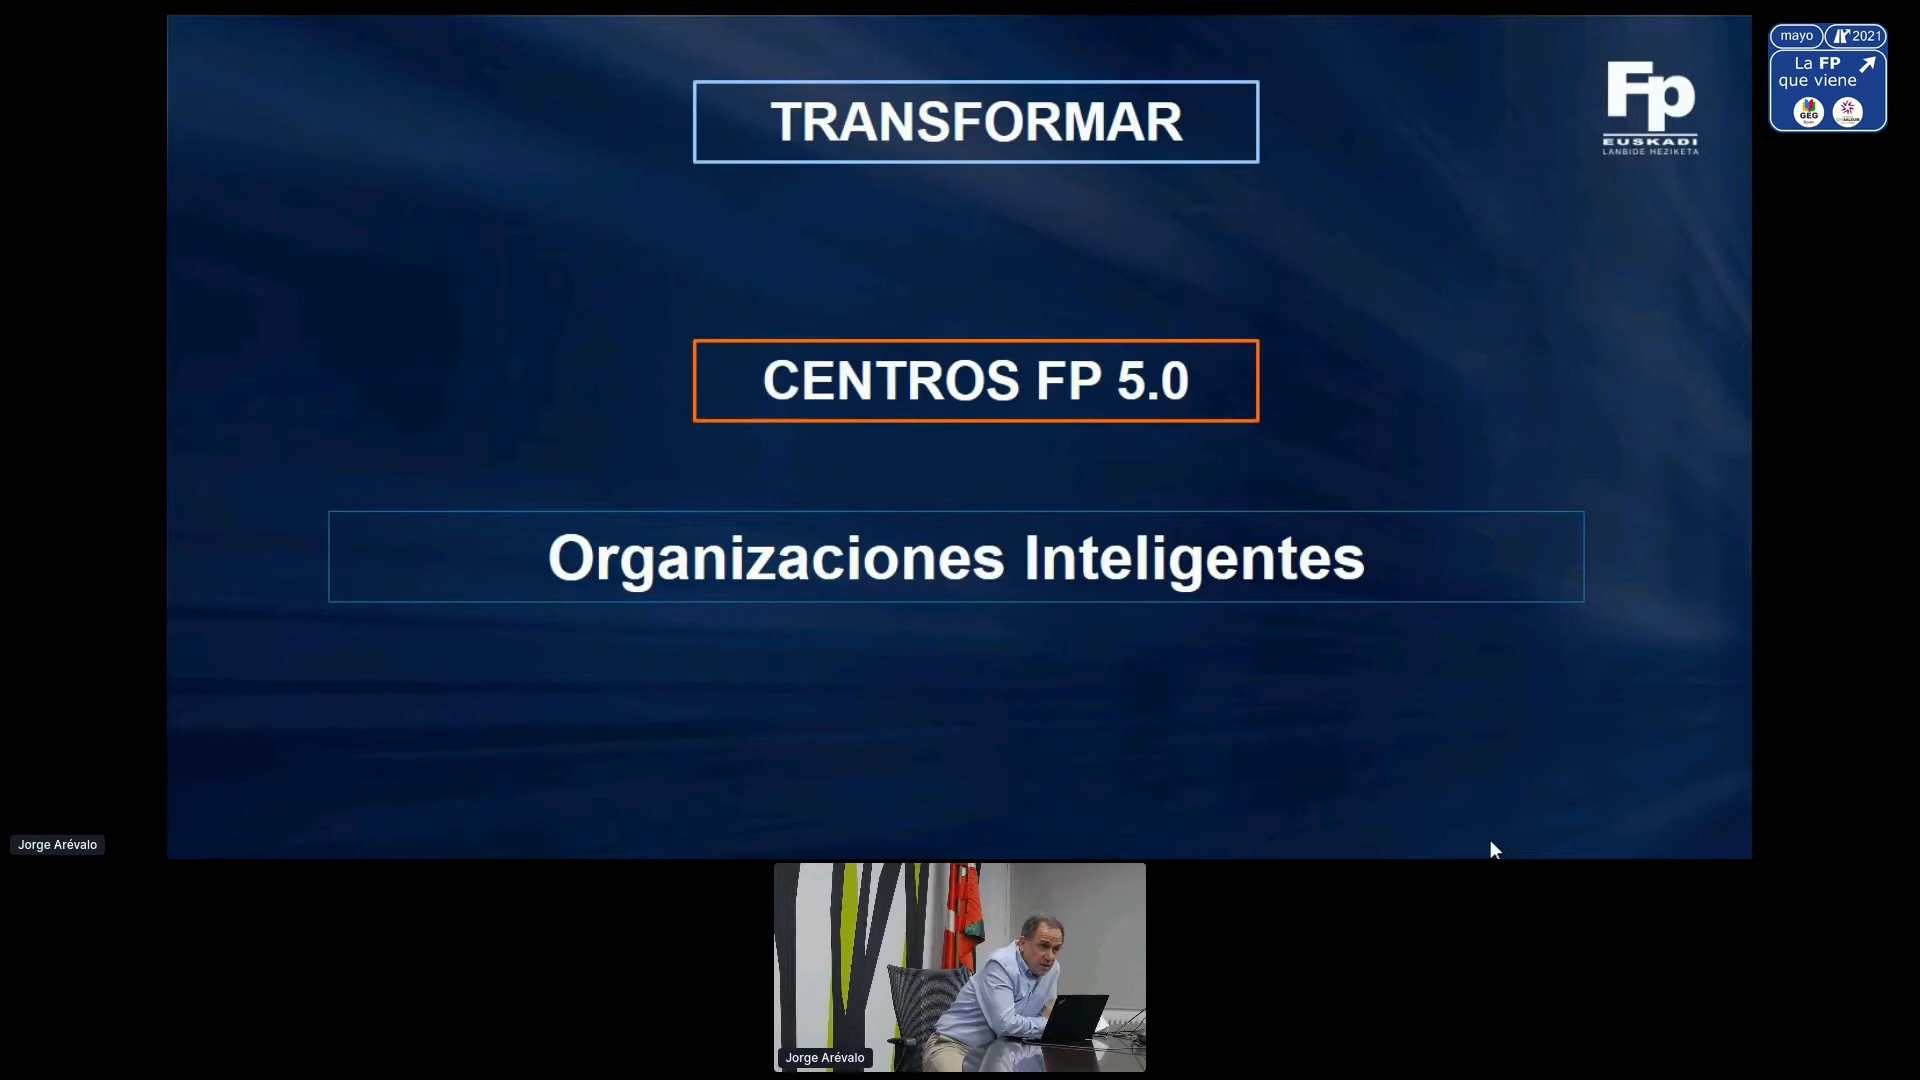 TRANSFORMAR
Fp
EUSKADI
LANBIDE HEZIKETA
mayo 2021
La FP
que viene
GEG
CENTROS FP 5.0
Organizaciones Inteligentes
Jorge Arévalo
Jorge Arévalo